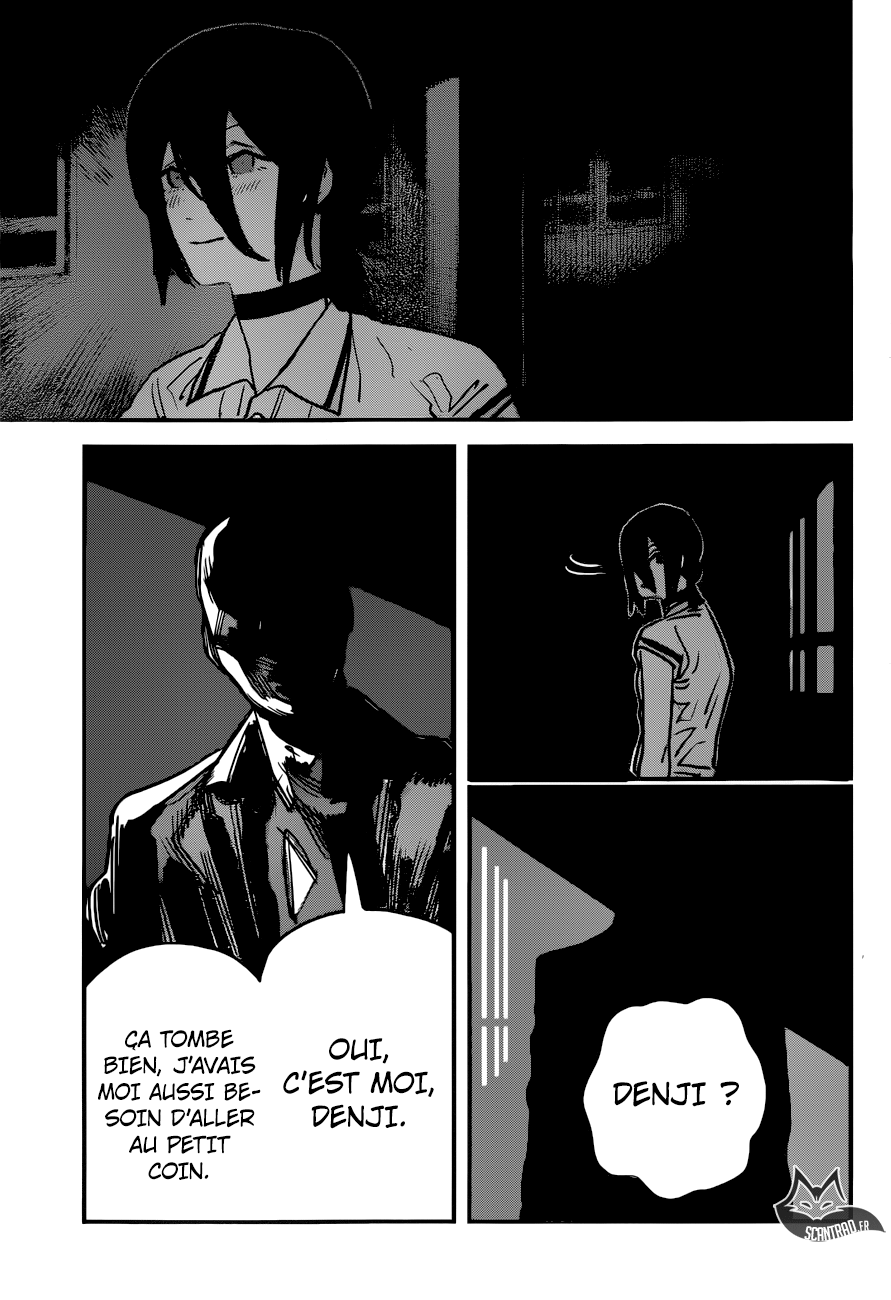 DENJI ?
OUI,
C'EST MOI,
DENJI.
ÇA TOMBE
BIEN, J'AVAIS
MOI AUSSI BE-
SOIN D'ALLER
AU PETIT
COIN.
SCANTRAD.FR